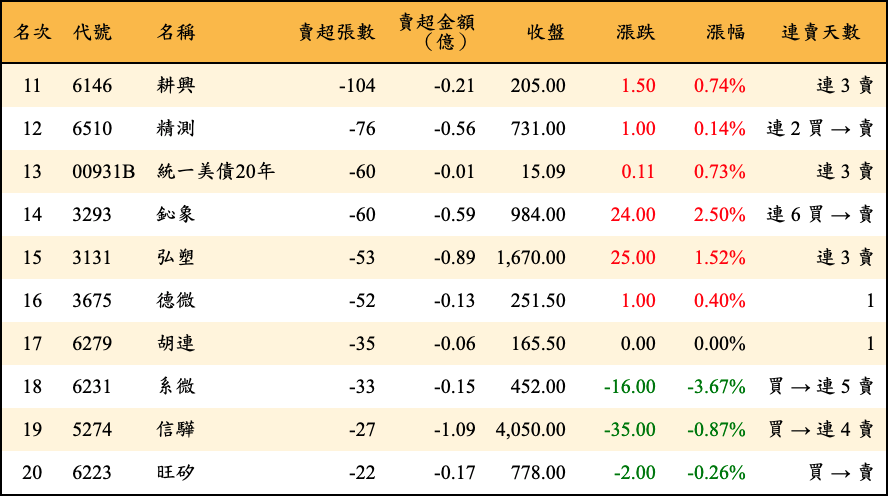 名次 代號 名稱 賣超張數 賣超金額（億） 收盤 漲跌 漲幅 連賣天數
11 6146 耕興 -104 -0.21 205.00 1.50 0.74% 連 3 賣
12 6510 精測 -76 -0.56 731.00 1.00 0.14% 連 2 買 → 賣
13 00931B 統一美債20年 -60 -0.01 15.09 0.11 0.73% 連 3 賣
14 3293 鈊象 -60 -0.59 984.00 24.00 2.50% 連 6 買 → 賣
15 3131 弘塑 -53 -0.89 1,670.00 25.00 1.52% 連 3 賣
16 3675 德微 -52 -0.13 251.50 1.00 0.40% 1
17 6279 胡連 -35 -0.06 165.50 0.00 0.00% 1
18 6231 系微 -33 -0.15 452.00 -16.00 -3.67% 買 → 連 5 賣
19 5274 信驊 -27 -1.09 4,050.00 -35.00 -0.87% 買 → 連 4 賣
20 6223 旺矽 -22 -0.17 778.00 -2.00 -0.26% 買 → 賣